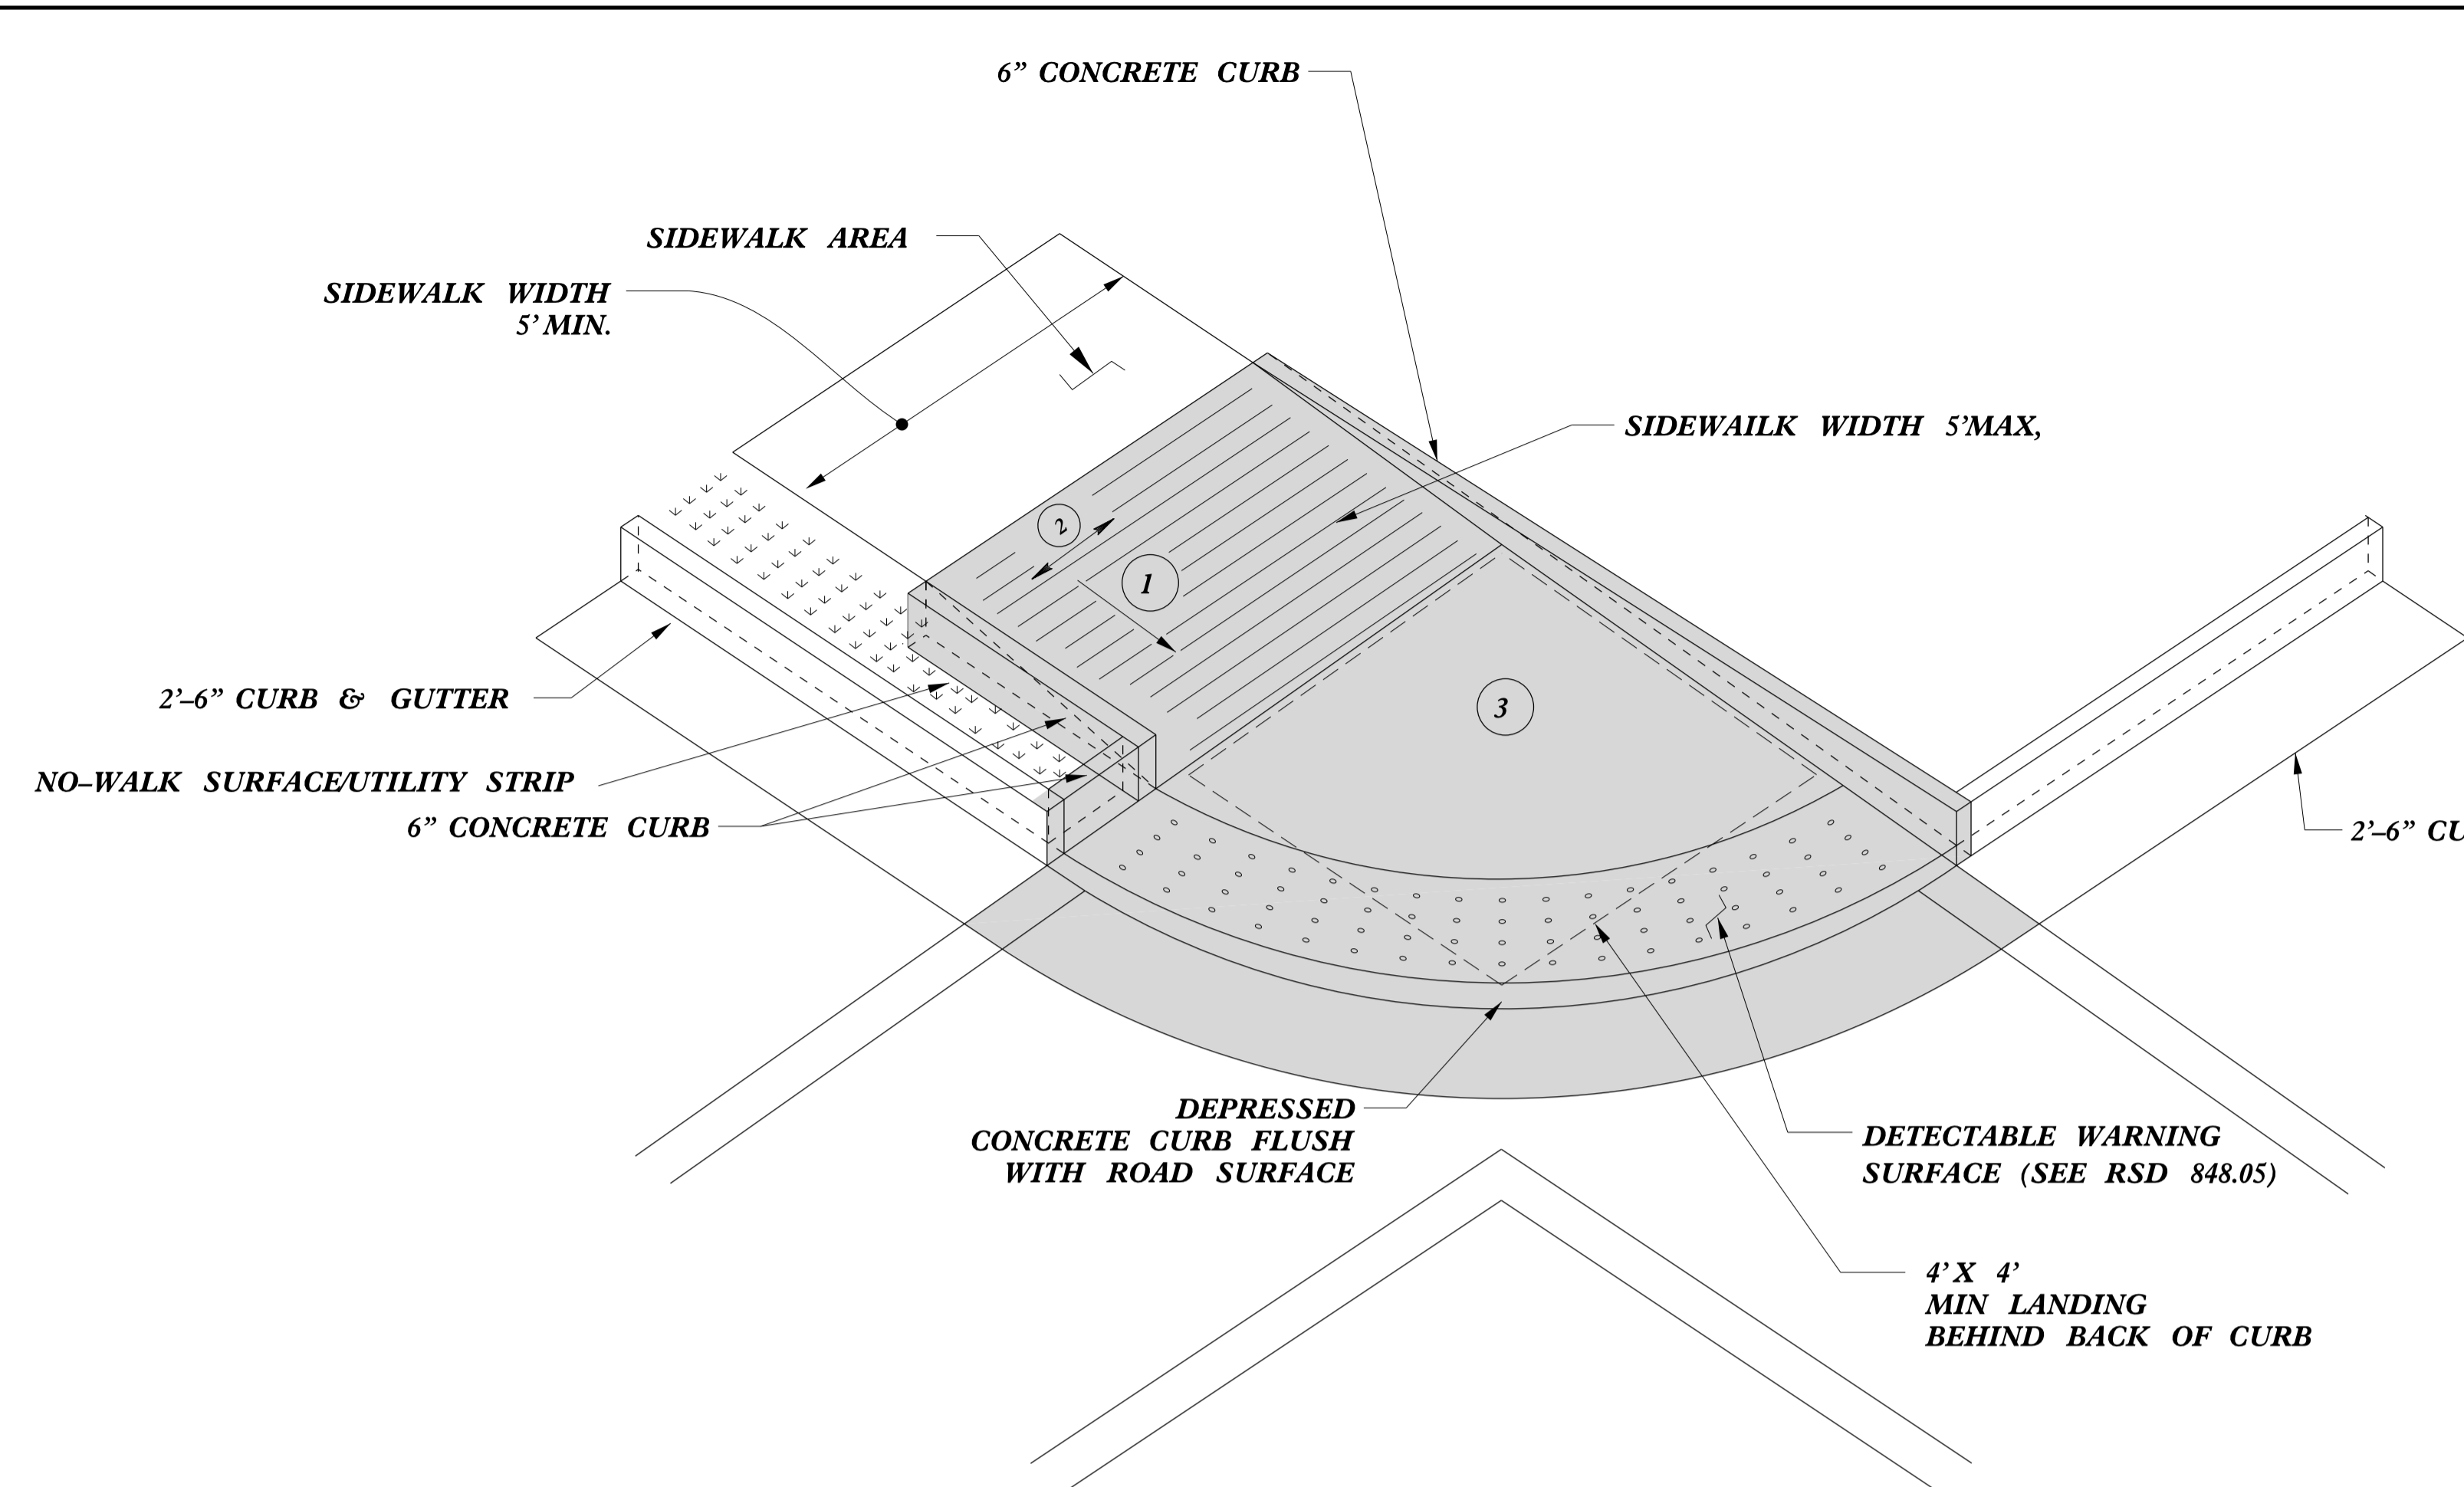 6” CONCRETE CURB
SIDEWALK AREA
SIDEWALK WIDTH
5’ MIN.
SIDEWAILK WIDTH 5’MAX,
2
1
3
2’–6” CURB & GUTTER
NO–WALK SURFACE/UTILITY STRIP
6” CONCRETE CURB
2’–6” CU
DEPRESSED
CONCRETE CURB FLUSH
WITH ROAD SURFACE
DETECTABLE WARNING
SURFACE (SEE RSD 848.05)
4’ X 4’
MIN LANDING
BEHIND BACK OF CURB